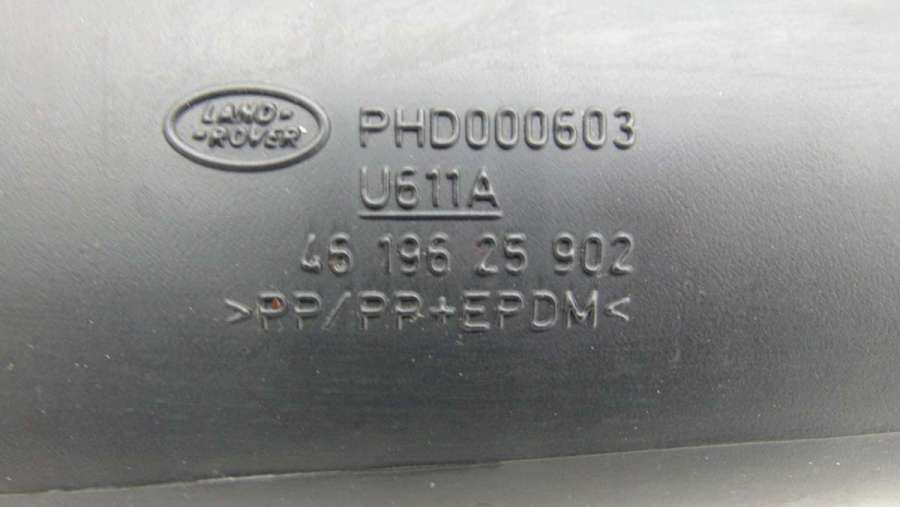 LAND-
-ROVER
PHD000603
U611A
46 196 25 902
>PP/PP+EPDM<